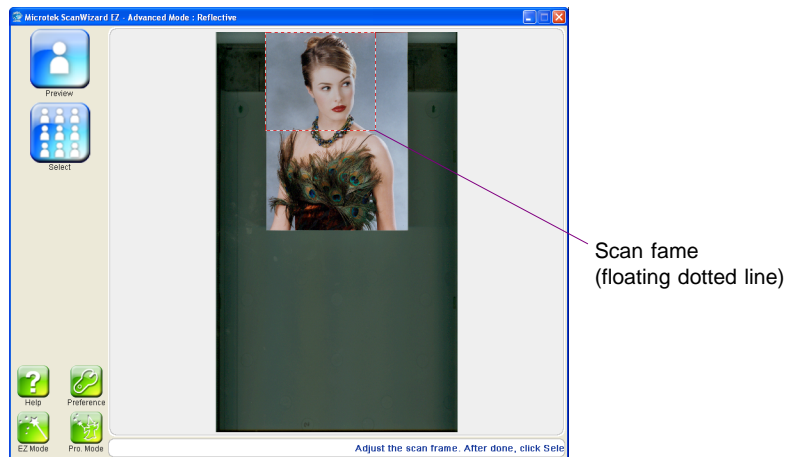 Microtek ScanWizard EZ - Advanced Mode : Reflective
Preview
Select
Scan fame
(floating dotted line)
Help
Preference
EZ Mode
Pro. Mode
Adjust the scan frame. After done, click Sele